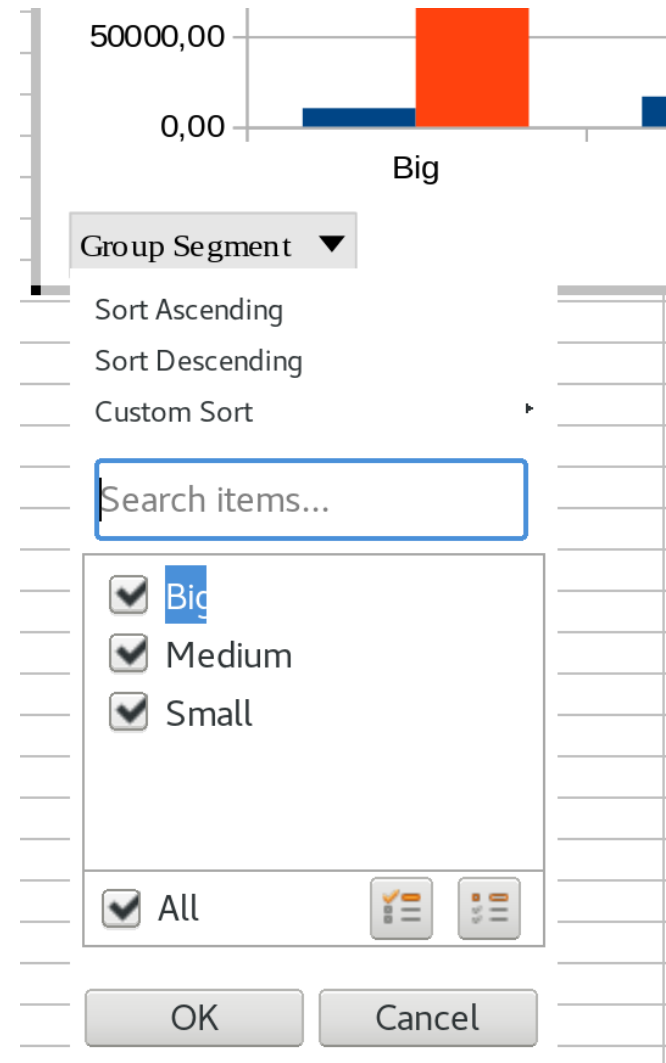 50000,00
0,00
Big
Group Segment
Sort Ascending
Sort Descending
Custom Sort
Search items...
Big
Medium
Small
All
OK Cancel